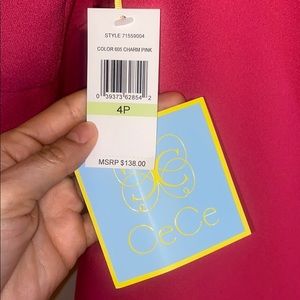 STYLE 71559004
COLOR 605 CHARM PINK
0 39373 62854 2
4P
MSRP $138.00
CeCe